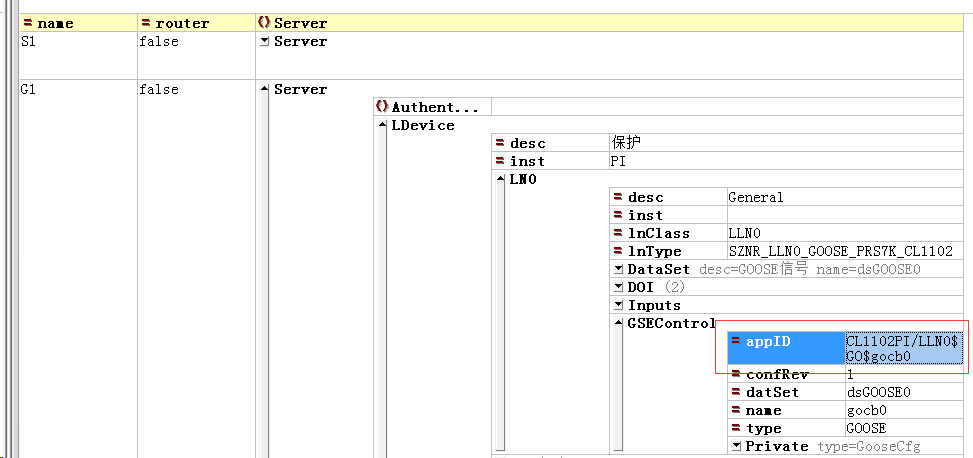 name router Server
S1 false Server
G1 false Server
Authent...
LDevice
desc 保护
inst PI
LN0
desc General
inst
lnClass LLN0
lnType SZNR_LLN0_GOOSE_PRS7K_CL1102
DataSet desc=GOOSE信号 name=dsGOOSE0
DOI (2)
Inputs
GSEControl
appID CL1102PI/LLN0$
GO$gocb0
confRev 1
datSet dsGOOSE0
name gocb0
type GOOSE
Private type=GooseCfg